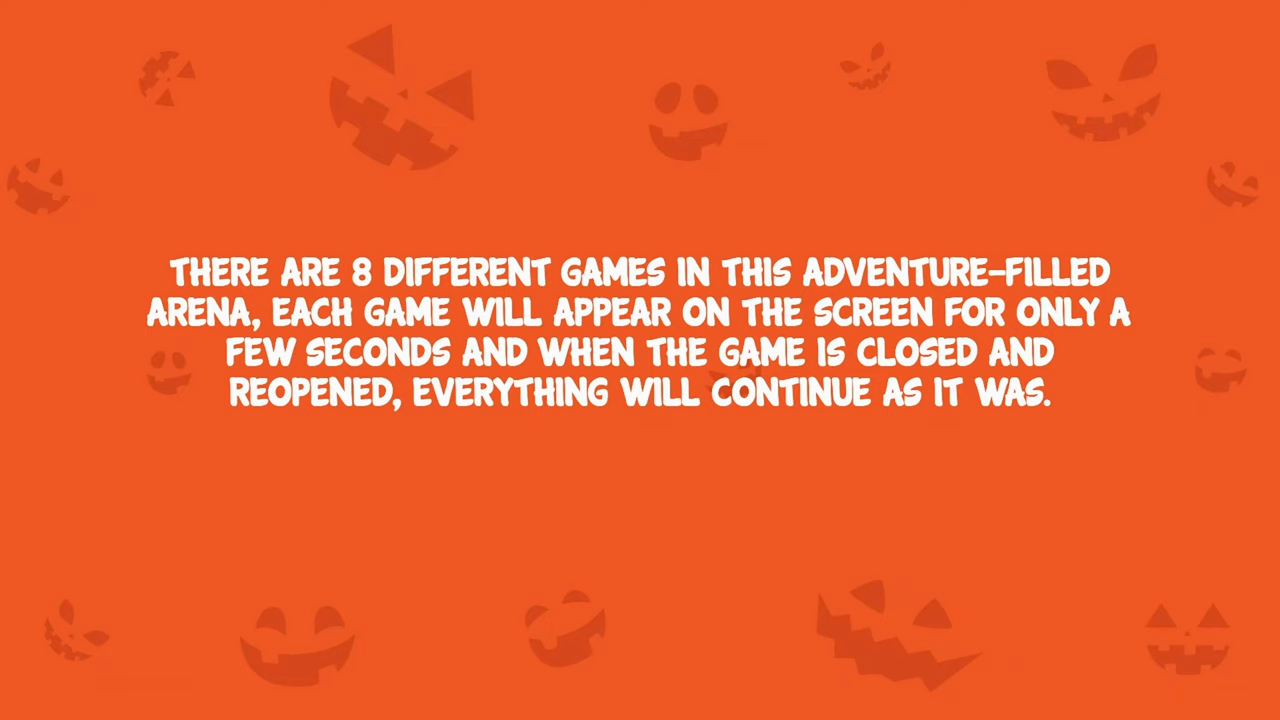 THERE ARE 8 DIFFERENT GAMES IN THIS ADVENTURE-FILLED
ARENA, EACH GAME WILL APPEAR ON THE SCREEN FOR ONLY A
FEW SECONDS AND WHEN THE GAME IS CLOSED AND
REOPENED, EVERYTHING WILL CONTINUE AS IT WAS.